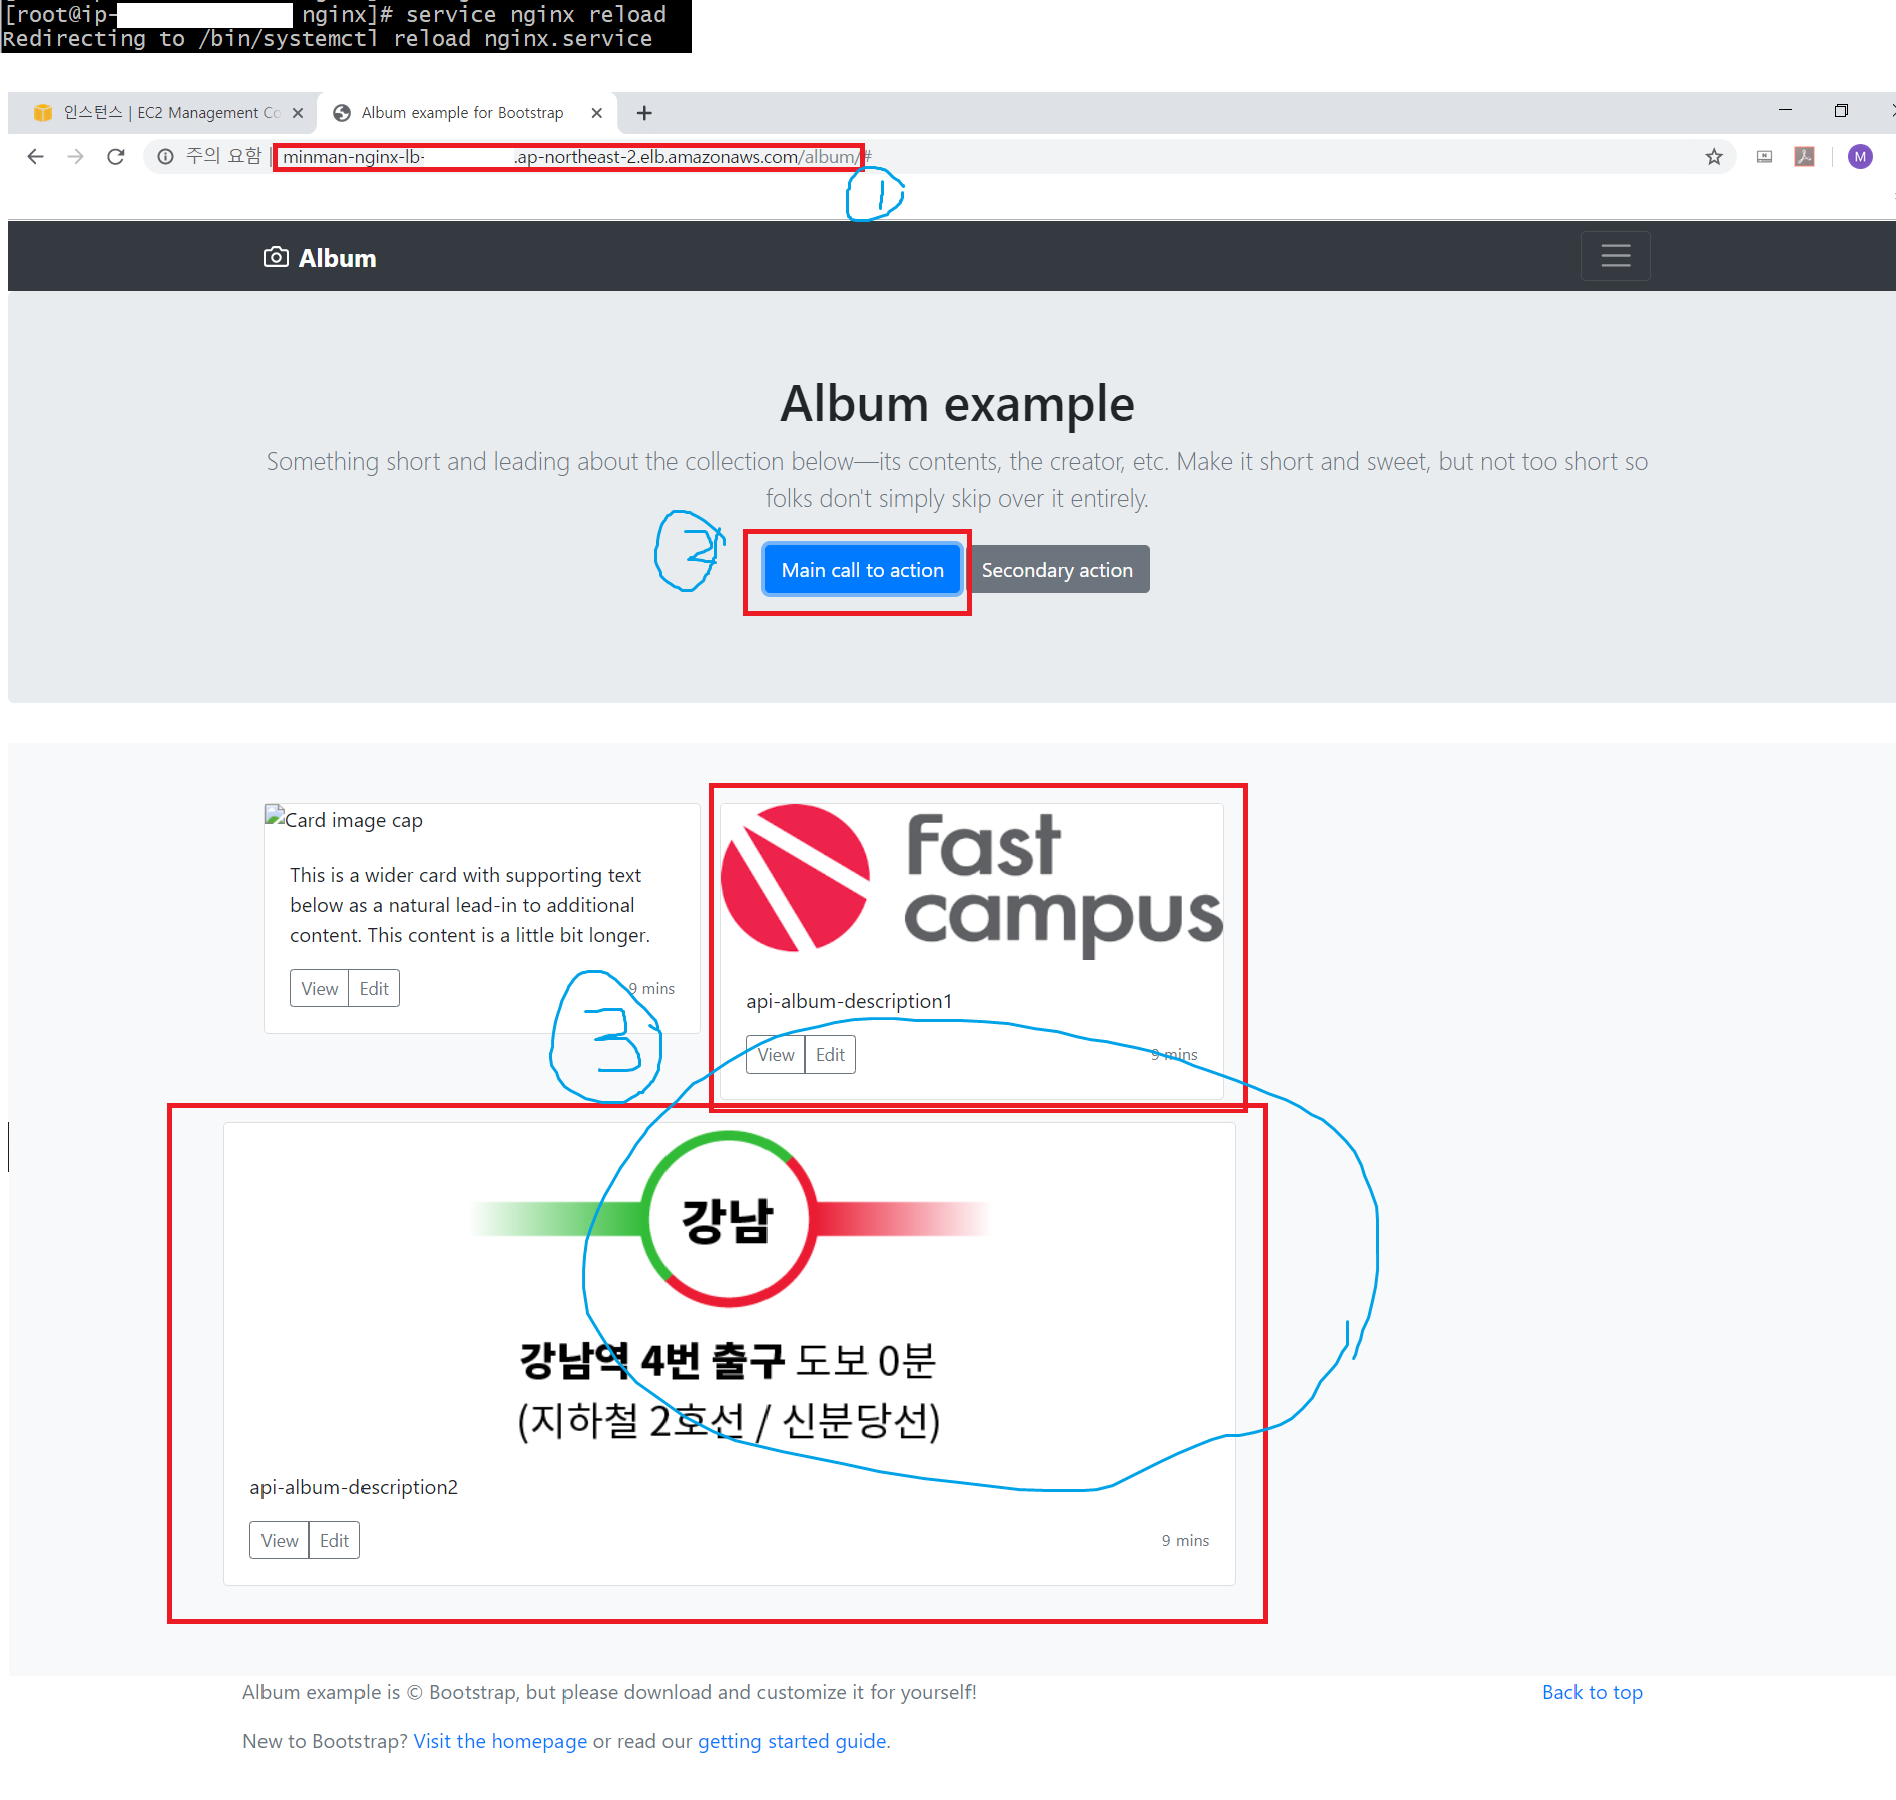 [root@ip- nginx]# service nginx reload
Redirecting to /bin/systemctl reload nginx.service
인스턴스 | EC2 Management Co
Album example for Bootstrap
주의 요함 | minman-nginx-lb- .ap-northeast-2.elb.amazonaws.com/album/#
M
1
Album
Album example
Something short and leading about the collection below—its contents, the creator, etc. Make it short and sweet, but not too short so
folks don't simply skip over it entirely.
2
Main call to action
Secondary action
Card image cap
This is a wider card with supporting text
below as a natural lead-in to additional
content. This content is a little bit longer.
View Edit 9 mins
3
fast
campus
api-album-description1
View Edit 9 mins
강남
강남역 4번 출구 도보 0분
(지하철 2호선 / 신분당선)
api-album-description2
View Edit 9 mins
Album example is © Bootstrap, but please download and customize it for yourself!
Back to top
New to Bootstrap? Visit the homepage or read our getting started guide.